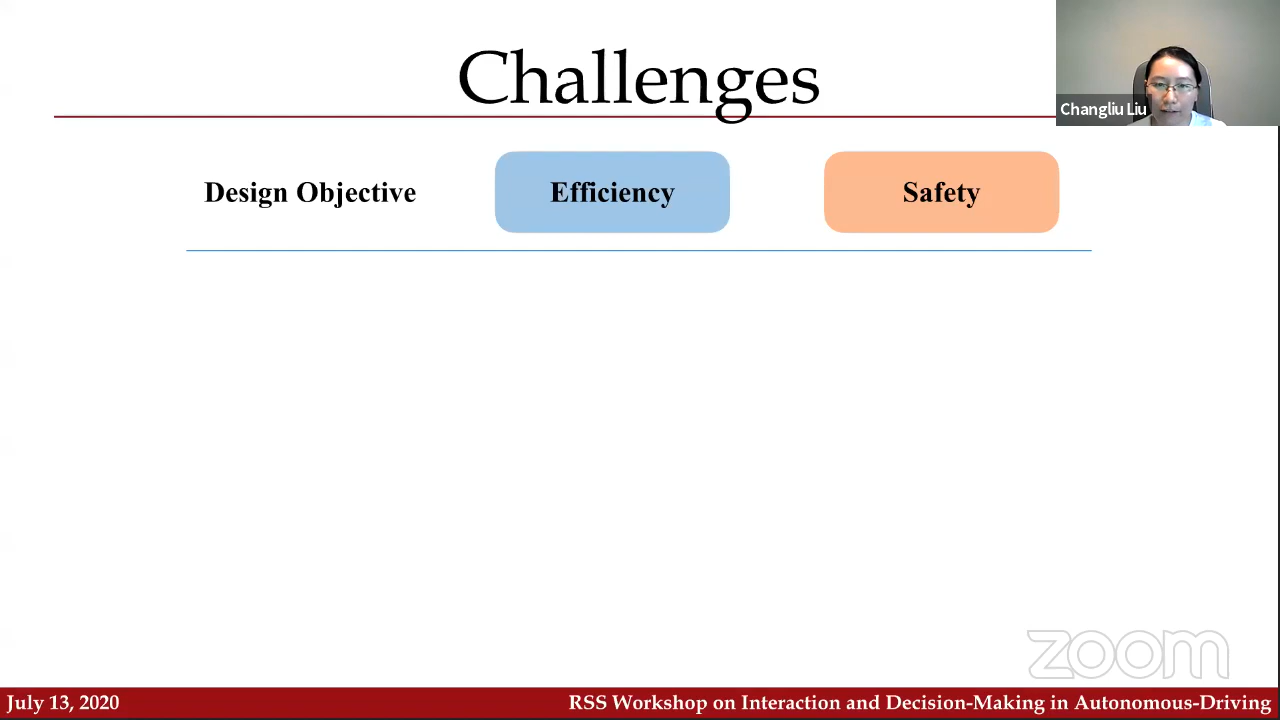 Challenges
Changliu Liu
Design Objective
Efficiency
Safety
zoom
July 13, 2020
RSS Workshop on Interaction and Decision-Making in Autonomous-Driving